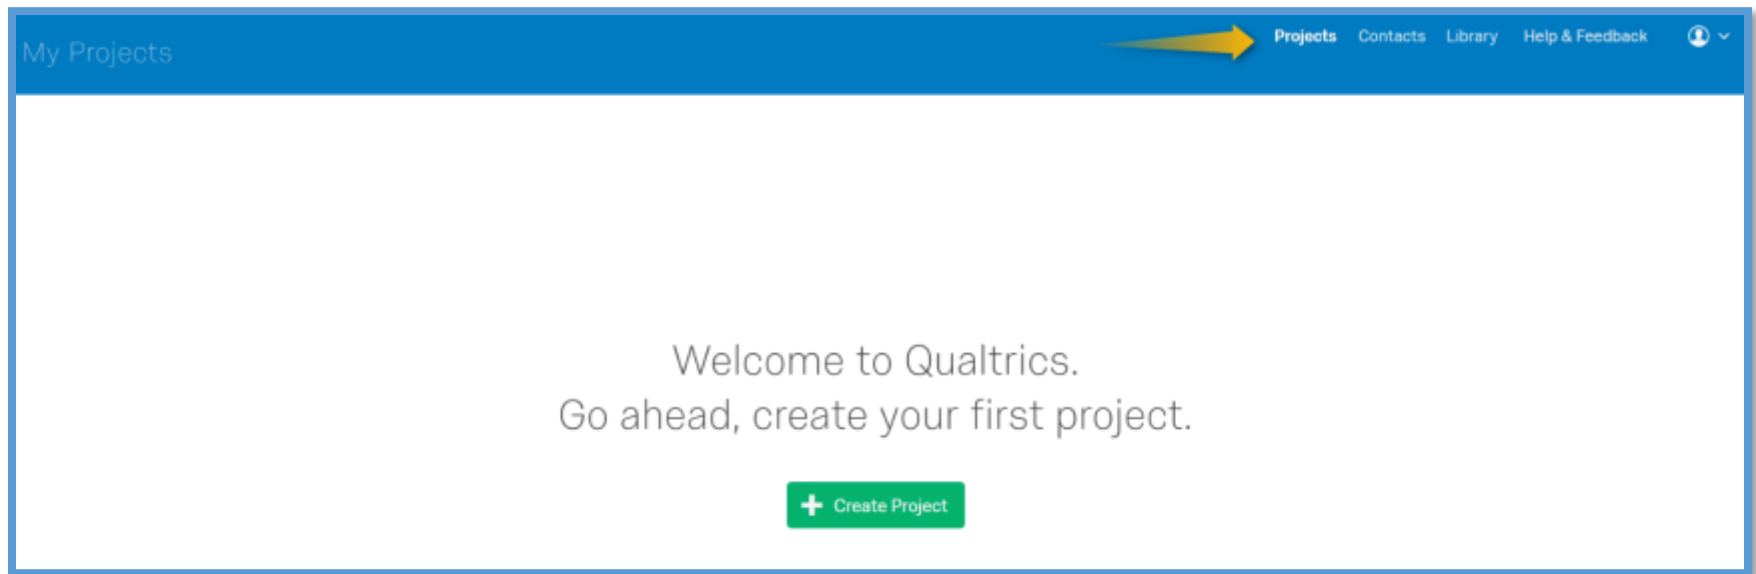 My Projects
Projects Contacts Library Help & Feedback
Welcome to Qualtrics.
Go ahead, create your first project.
Create Project